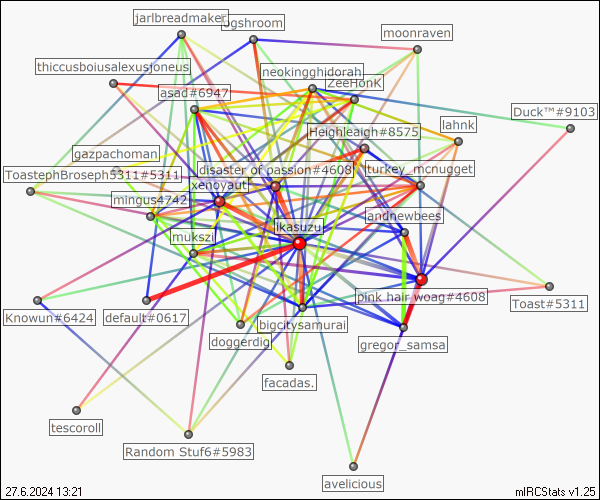 jarlbreadmaker
ogshroom
moonraven
thiccusboiusalexusjoneus
neokingghidorah
ZeeHonK
asad#6947
Duck™#9103
Heighleaigh#8575
lahnk
gazpachoman
ToastephBroseph5311#5311
disaster of passion#4608
turkey_mcnugget
xenoyaut
mingus4742
andnewbees
ikasuzu
mukszi
pink hair woag#4608
Toast#5311
Knowun#6424
default#0617
bigcitysamurai
doggerdig
gregor_samsa
facadas.
tescoroll
Random Stuf6#5983
avelicious
27.6.2024 13:21
mIRCStats v1.25